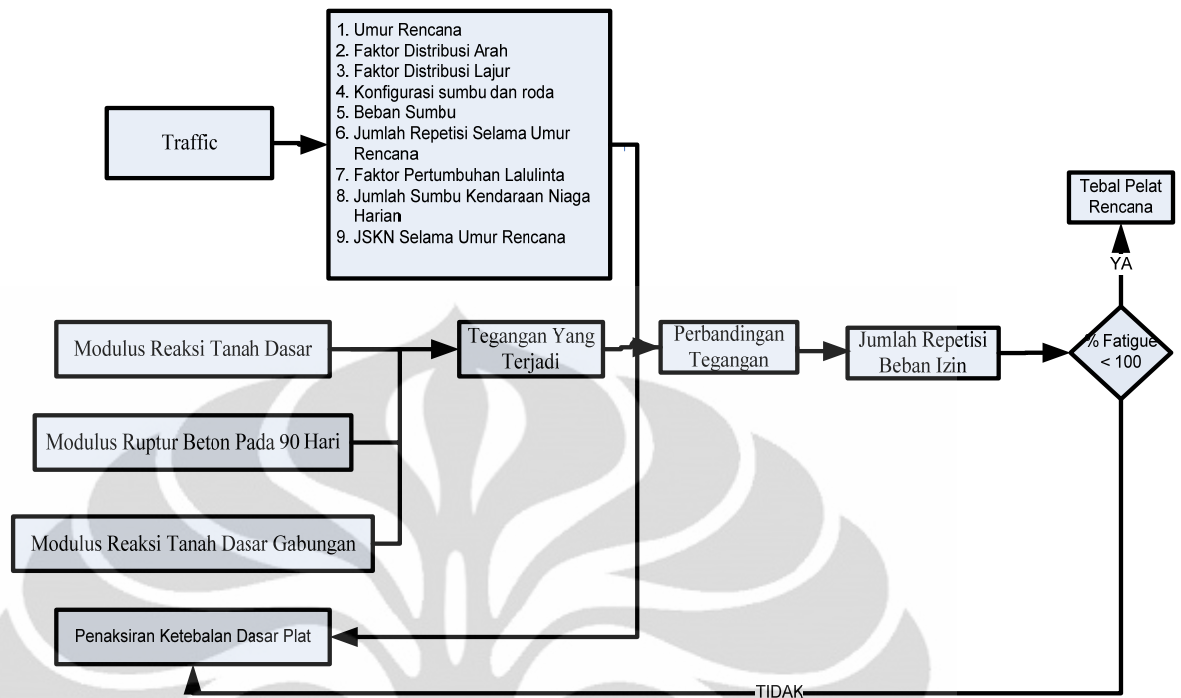 Traffic
1. Umur Rencana
2. Faktor Distribusi Arah
3. Faktor Distribusi Lajur
4. Konfigurasi sumbu dan roda
5. Beban Sumbu
6. Jumlah Repetisi Selama Umur
Rencana
7. Faktor Pertumbuhan Lalulinta
8. Jumlah Sumbu Kendaraan Niaga
Harian
9. JSKN Selama Umur Rencana
Tebal Pelat
Rencana
YA
Modulus Reaksi Tanah Dasar
Tegangan Yang
Terjadi
Perbandingan
Tegangan
Jumlah Repetisi
Beban Izin
% Fatigue
< 100
Modulus Ruptur Beton Pada 90 Hari
Modulus Reaksi Tanah Dasar Gabungan
Penaksiran Ketebalan Dasar Plat
TIDAK